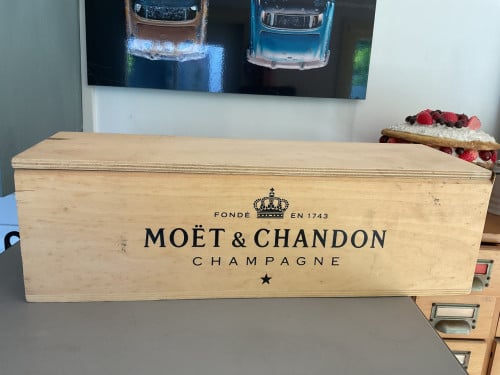 FONDÉ EN 1743
MOËT & CHANDON
CHAMPAGNE